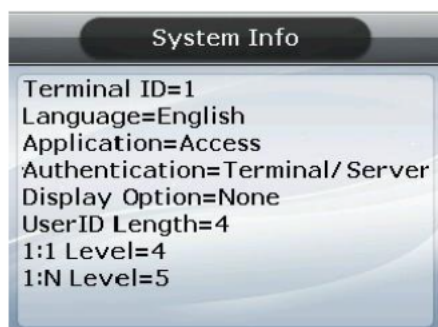 System Info
Terminal ID=1
Language=English
Application=Access
Authentication=Terminal/Server
Display Option=None
UserID Length=4
1:1 Level=4
1:N Level=5